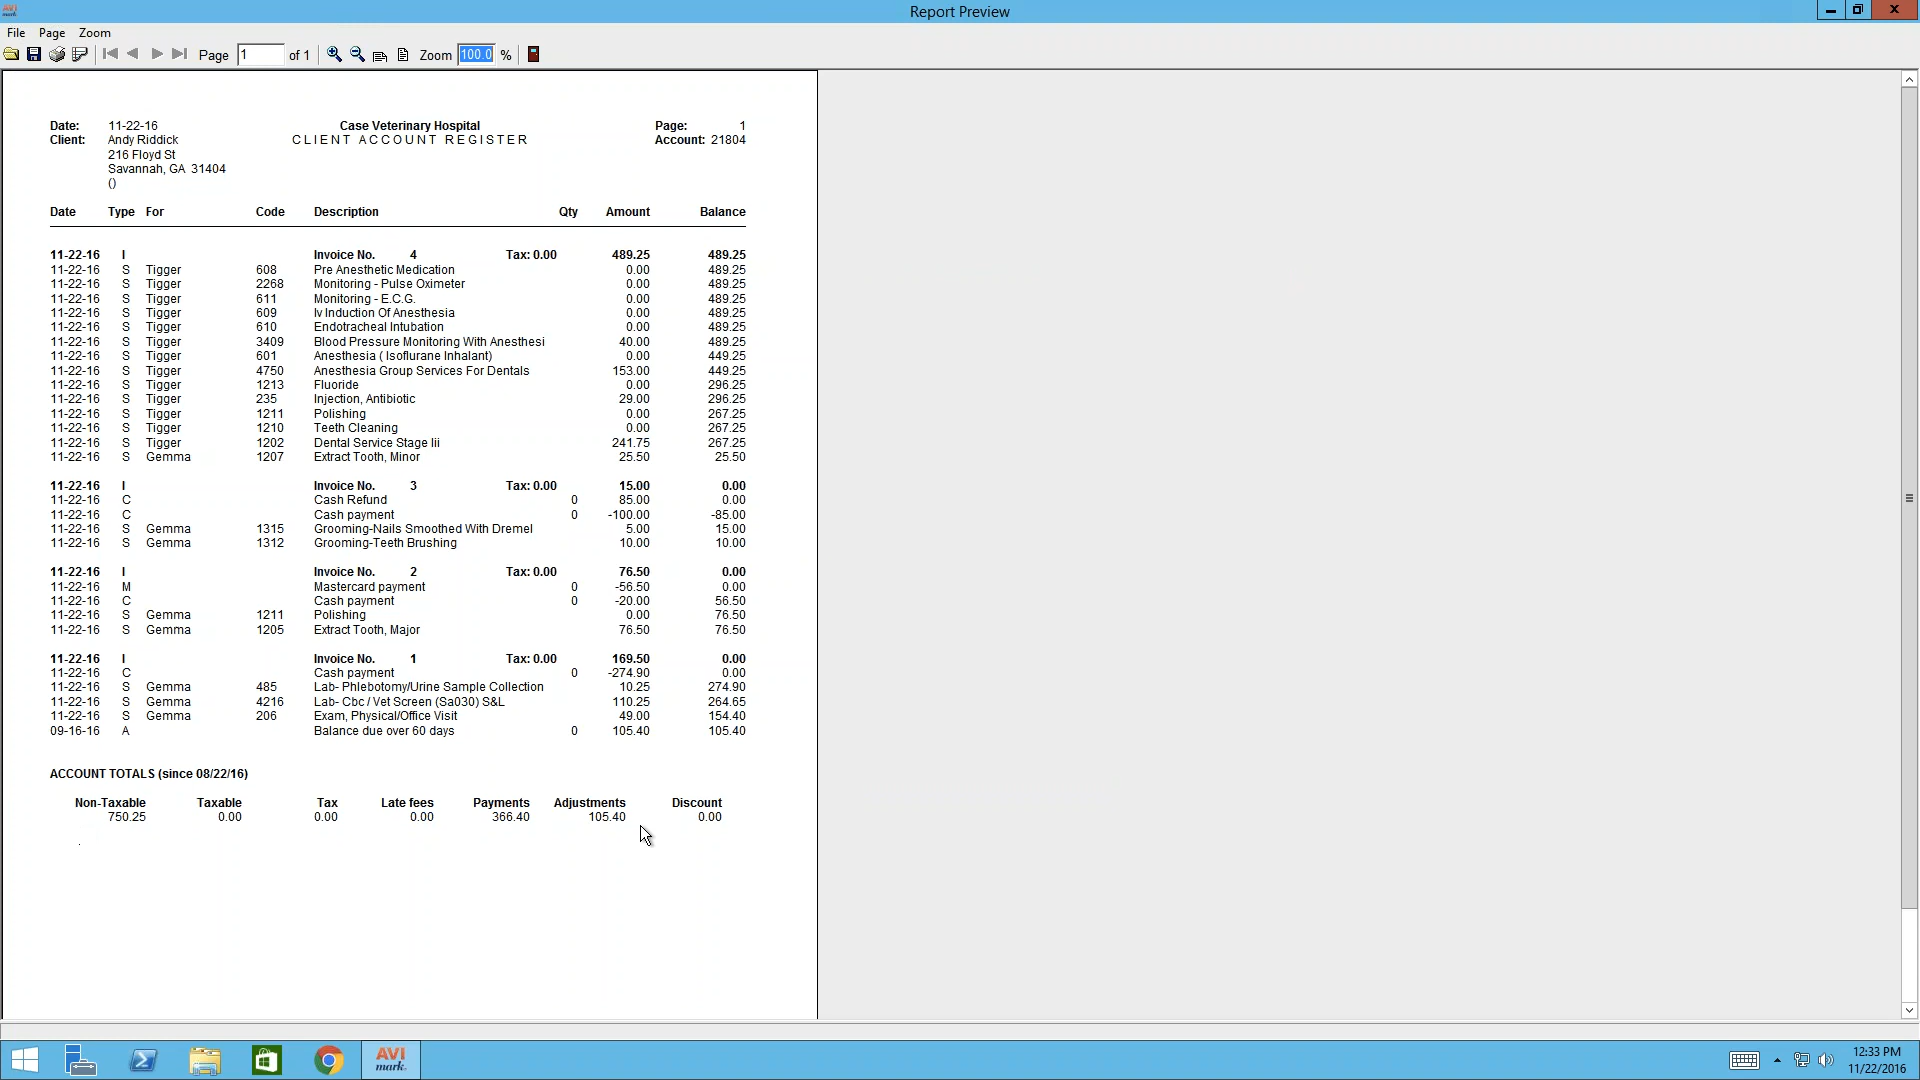 AVI mark
Report Preview
File Page Zoom
Page 1 of 1 Zoom 100.0 %
Date: 11-22-16 Case Veterinary Hospital Page: 1
Client: Andy Riddick CLIENT ACCOUNT REGISTER Account: 21804
216 Floyd St
Savannah, GA 31404
()
Date Type For Code Description Qty Amount Balance
11-22-16 I Invoice No. 4 Tax: 0.00 489.25 489.25
11-22-16 S Tigger 608 Pre Anesthetic Medication 0.00 489.25
11-22-16 S Tigger 2268 Monitoring - Pulse Oximeter 0.00 489.25
11-22-16 S Tigger 611 Monitoring - E.C.G. 0.00 489.25
11-22-16 S Tigger 609 Iv Induction Of Anesthesia 0.00 489.25
11-22-16 S Tigger 610 Endotracheal Intubation 0.00 489.25
11-22-16 S Tigger 3409 Blood Pressure Monitoring With Anesthesi 40.00 489.25
11-22-16 S Tigger 601 Anesthesia ( Isoflurane Inhalant) 0.00 449.25
11-22-16 S Tigger 4750 Anesthesia Group Services For Dentals 153.00 449.25
11-22-16 S Tigger 1213 Fluoride 0.00 296.25
11-22-16 S Tigger 235 Injection, Antibiotic 29.00 296.25
11-22-16 S Tigger 1211 Polishing 0.00 267.25
11-22-16 S Tigger 1210 Teeth Cleaning 0.00 267.25
11-22-16 S Tigger 1202 Dental Service Stage Iii 241.75 267.25
11-22-16 S Gemma 1207 Extract Tooth, Minor 25.50 25.50
11-22-16 I Invoice No. 3 Tax: 0.00 15.00 0.00
11-22-16 C Cash Refund 0 85.00 0.00
11-22-16 C Cash payment 0 -100.00 -85.00
11-22-16 S Gemma 1315 Grooming-Nails Smoothed With Dremel 5.00 15.00
11-22-16 S Gemma 1312 Grooming-Teeth Brushing 10.00 10.00
11-22-16 I Invoice No. 2 Tax: 0.00 76.50 0.00
11-22-16 M Mastercard payment 0 -56.50 0.00
11-22-16 C Cash payment 0 -20.00 56.50
11-22-16 S Gemma 1211 Polishing 0.00 76.50
11-22-16 S Gemma 1205 Extract Tooth, Major 76.50 76.50
11-22-16 I Invoice No. 1 Tax: 0.00 169.50 0.00
11-22-16 C Cash payment 0 -274.90 0.00
11-22-16 S Gemma 485 Lab- Phlebotomy/Urine Sample Collection 10.25 274.90
11-22-16 S Gemma 4216 Lab- Cbc / Vet Screen (Sa030) S&L 110.25 264.65
11-22-16 S Gemma 206 Exam, Physical/Office Visit 49.00 154.40
09-16-16 A Balance due over 60 days 0 105.40 105.40
ACCOUNT TOTALS (since 08/22/16)
Non-Taxable Taxable Tax Late fees Payments Adjustments Discount
750.25 0.00 0.00 0.00 366.40 105.40 0.00
.
AVI mark
12:33 PM
11/22/2016